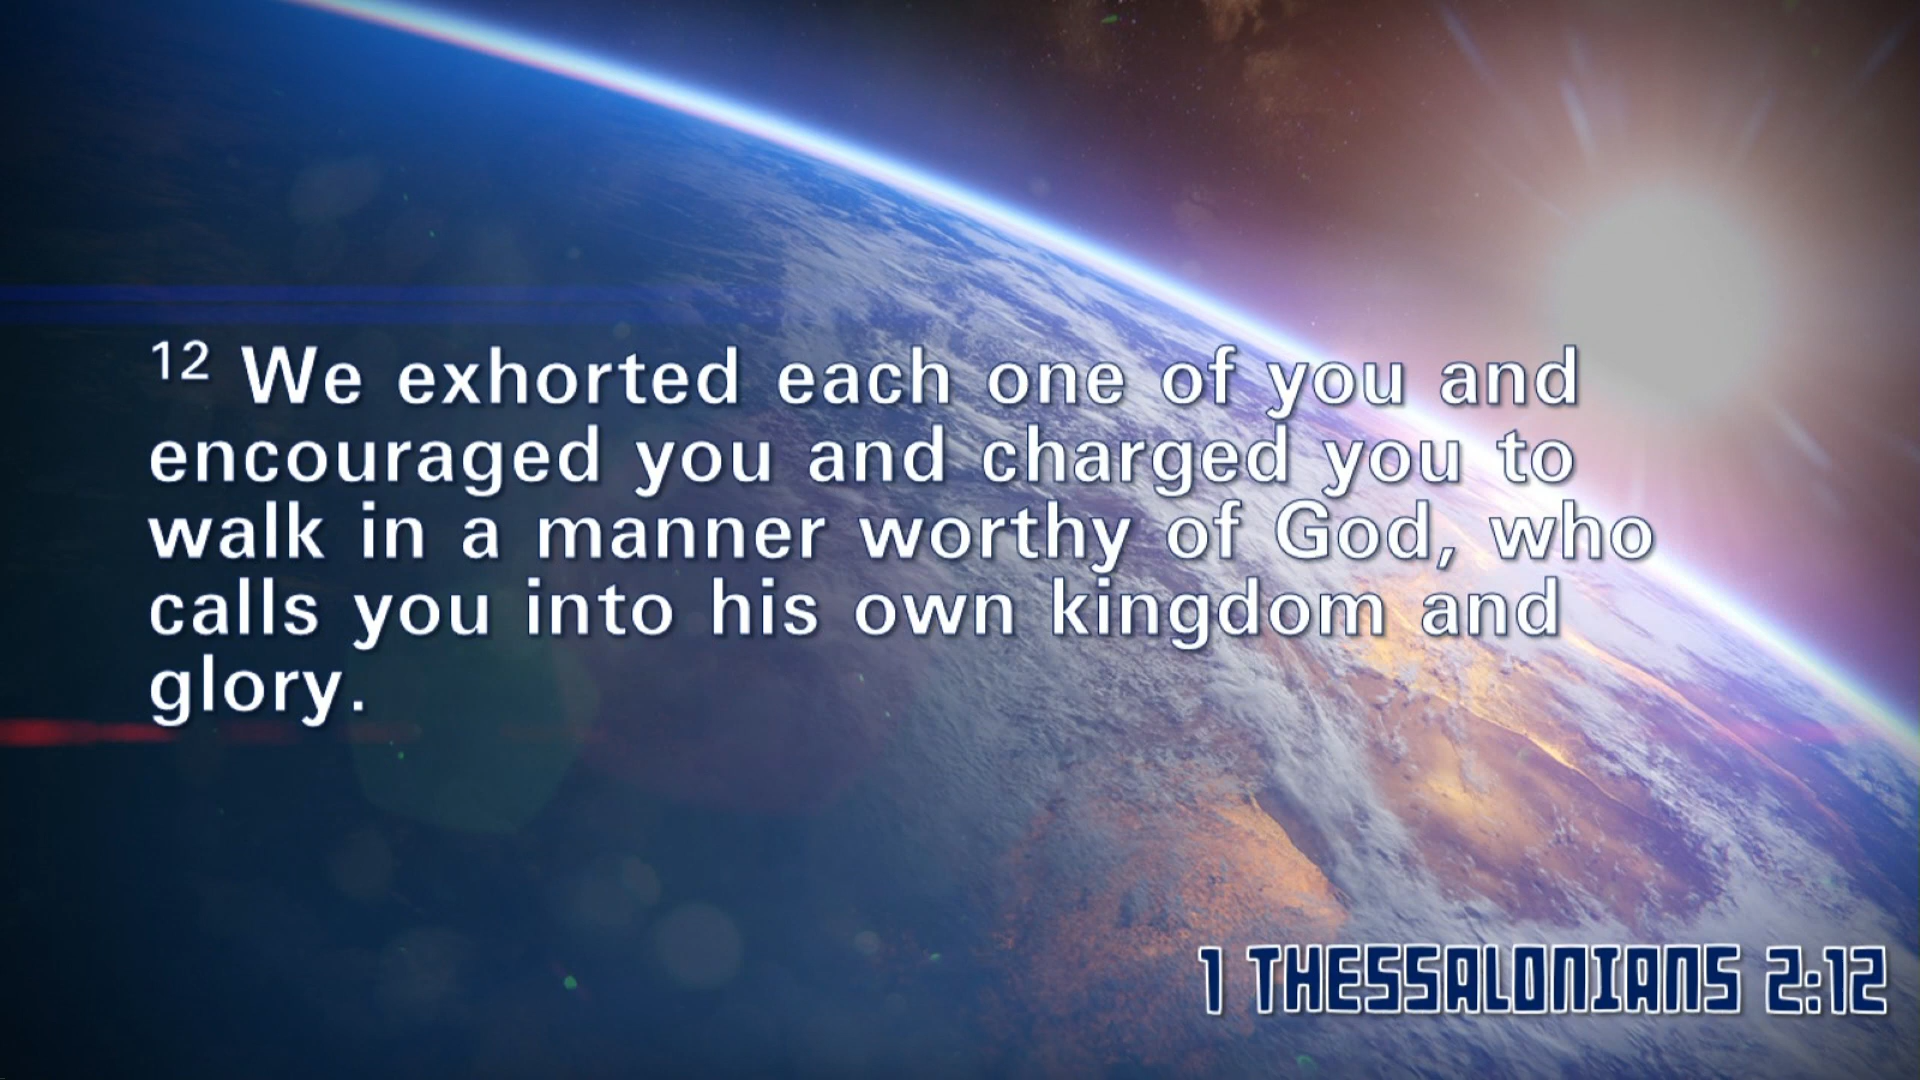 12 We exhorted each one of you and
encouraged you and charged you to
walk in a manner worthy of God, who
calls you into his own kingdom and
glory.
1 THESSALONIANS 2:12